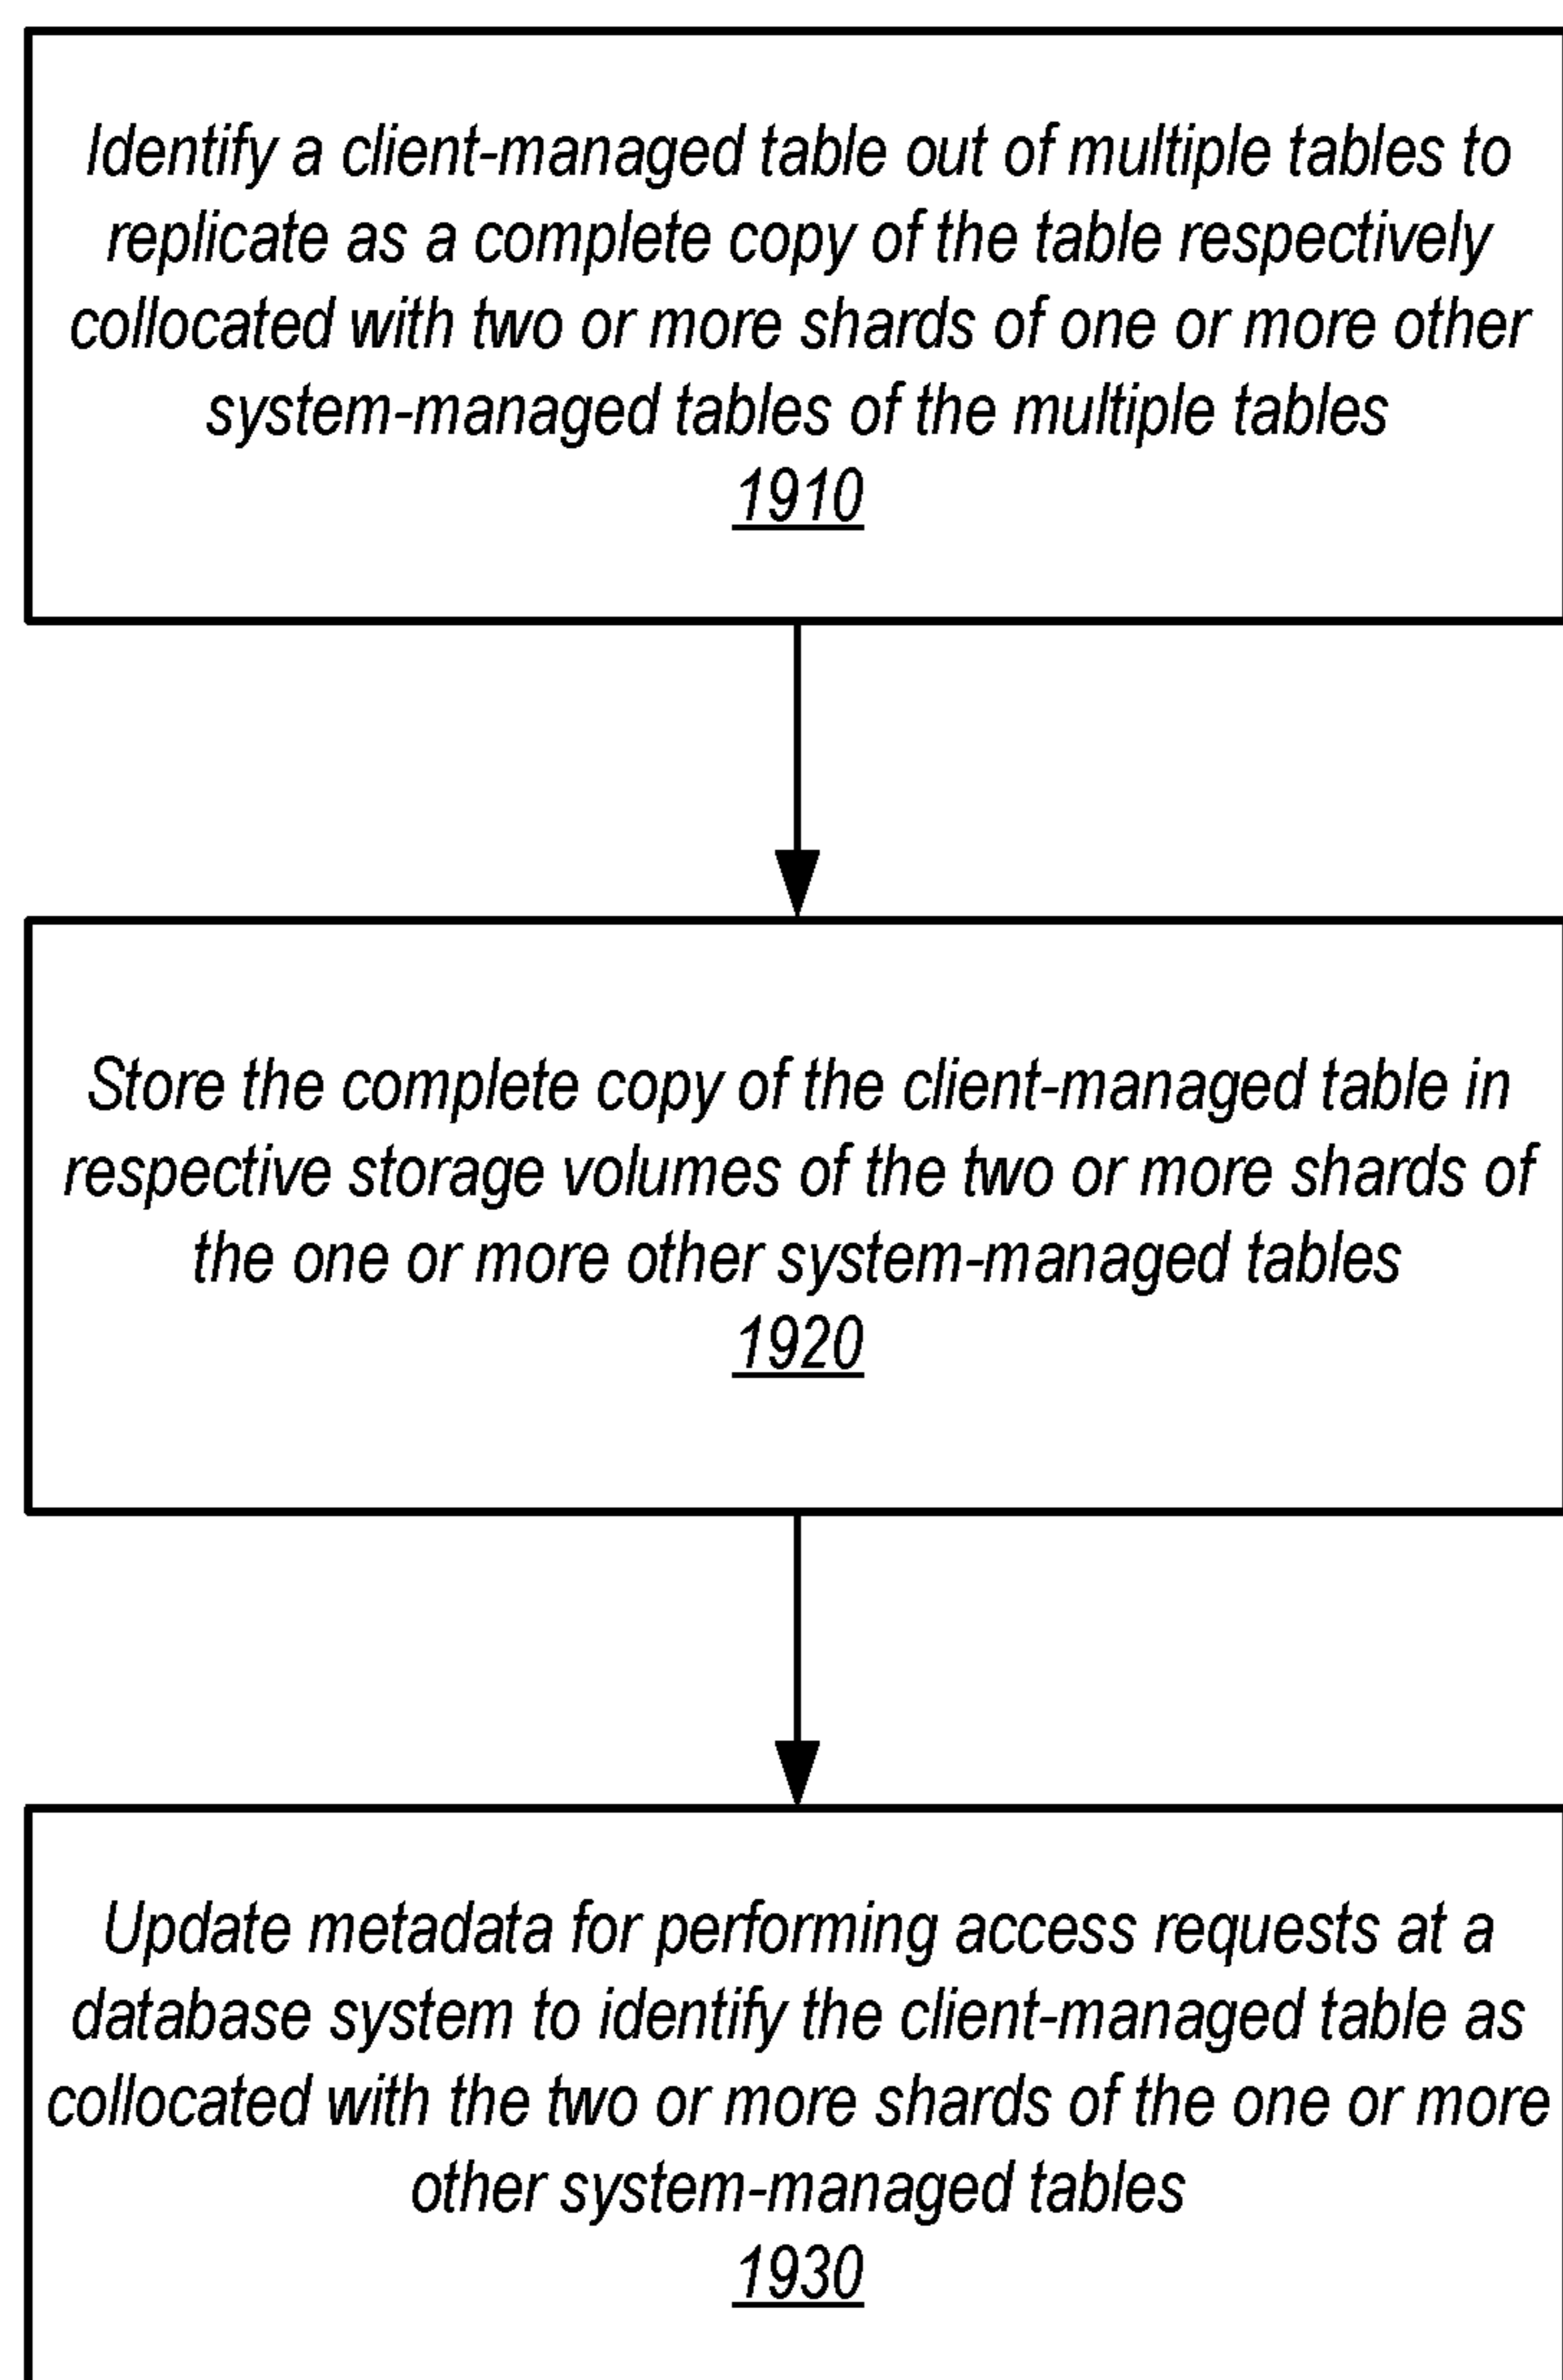 Identify a client-managed table out of multiple tables to
replicate as a complete copy of the table respectively
collocated with two or more shards of one or more other
system-managed tables of the multiple tables
1910
Store the complete copy of the client-managed table in
respective storage volumes of the two or more shards of
the one or more other system-managed tables
1920
Update metadata for performing access requests at a
database system to identify the client-managed table as
collocated with the two or more shards of the one or more
other system-managed tables
1930